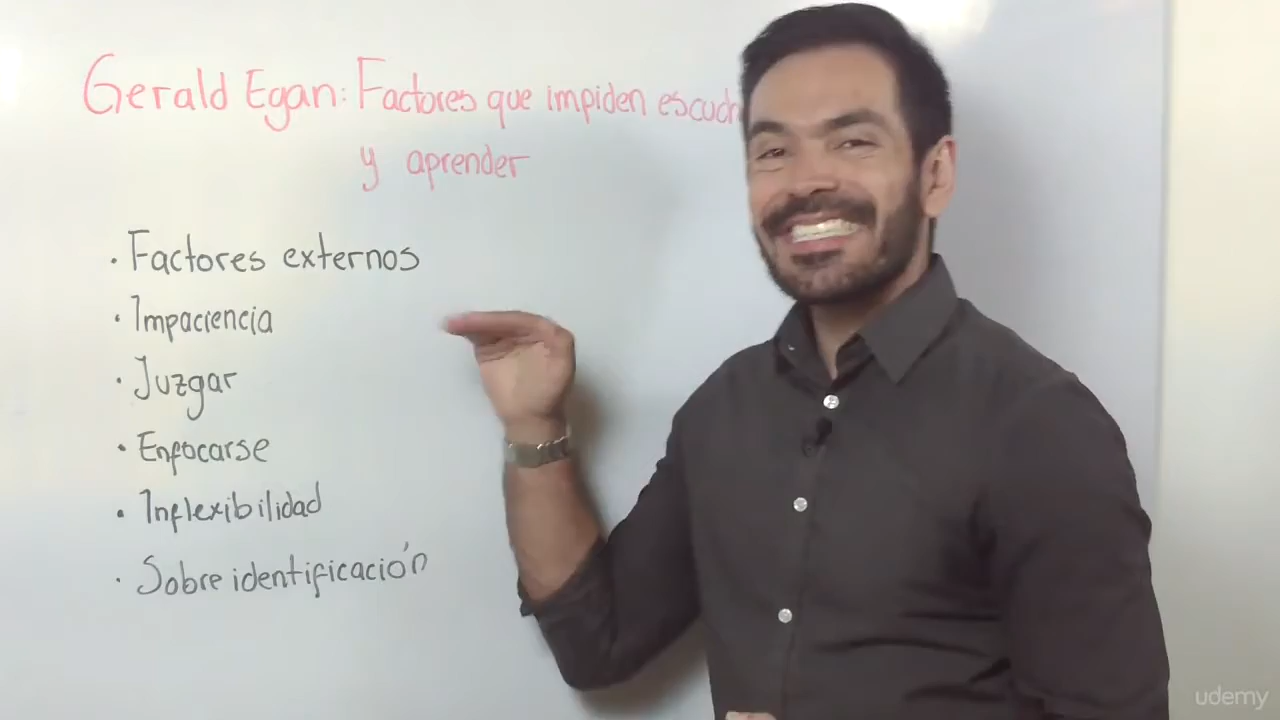 Gerald Egan: Factores que impiden
y aprender
· Factores externos
· Impaciencia
· Juzgar
· Enfocarse
· Inflexibilidad
· Sobre identificación
udemy